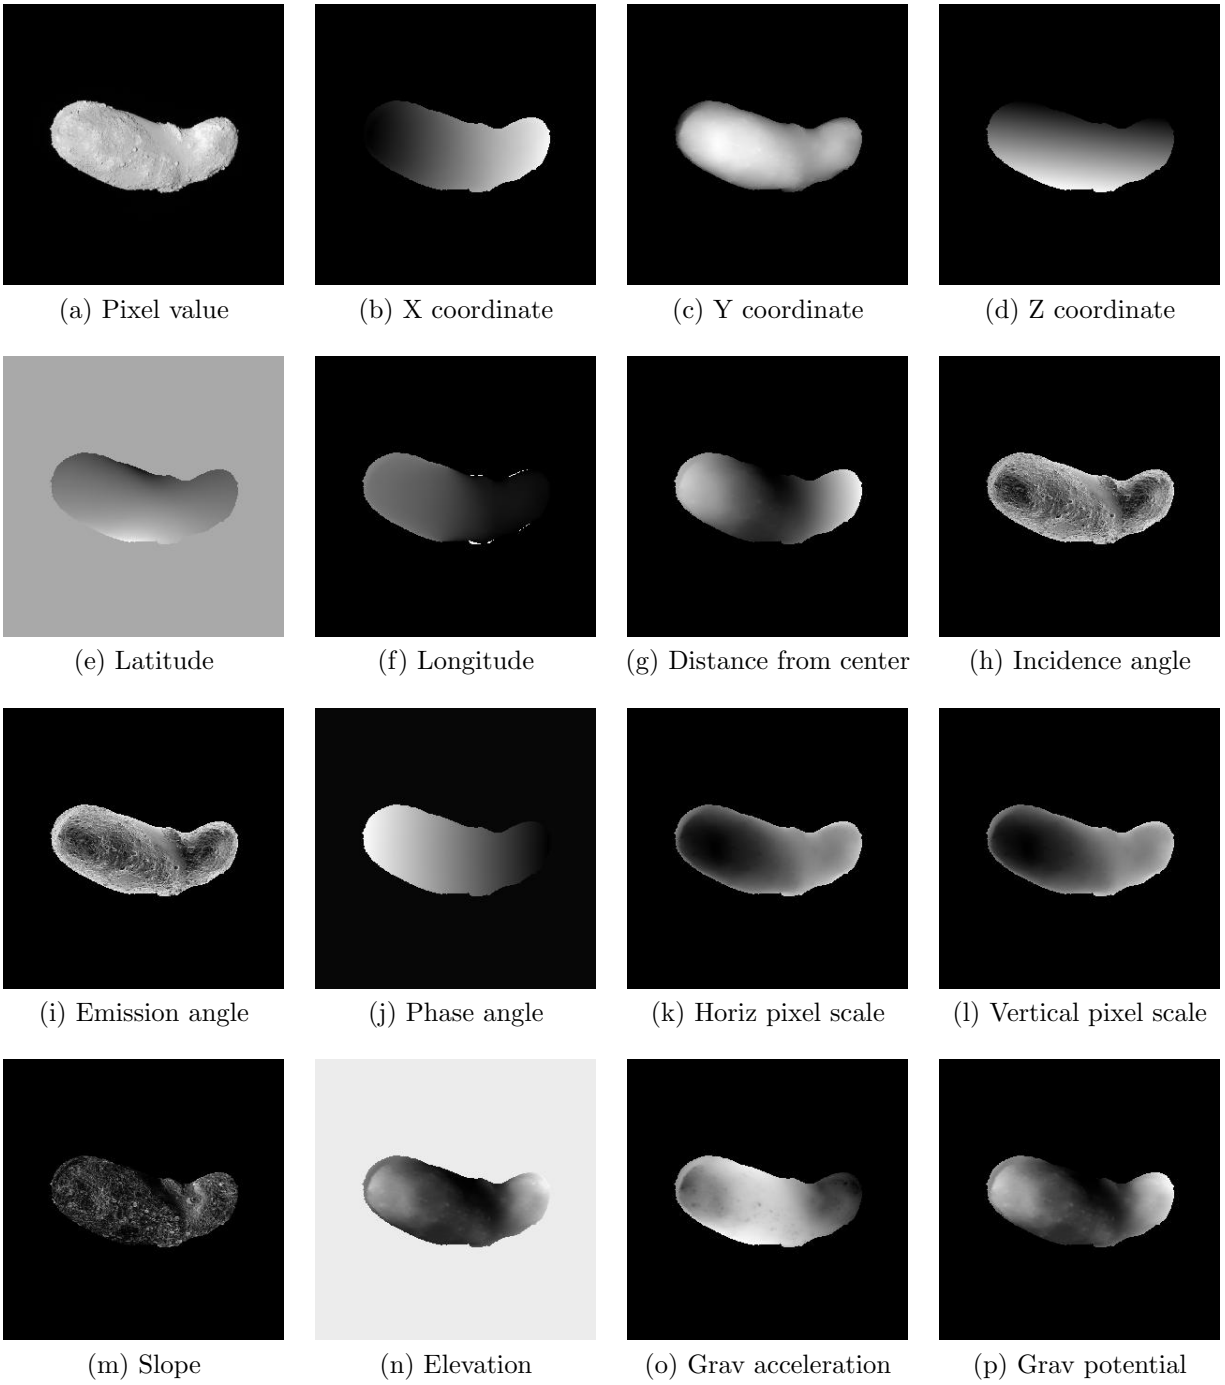 (a) Pixel value
(b) X coordinate
(c) Y coordinate
(d) Z coordinate
(e) Latitude
(f) Longitude
(g) Distance from center
(h) Incidence angle
(i) Emission angle
(j) Phase angle
(k) Horiz pixel scale
(l) Vertical pixel scale
(m) Slope
(n) Elevation
(o) Grav acceleration
(p) Grav potential